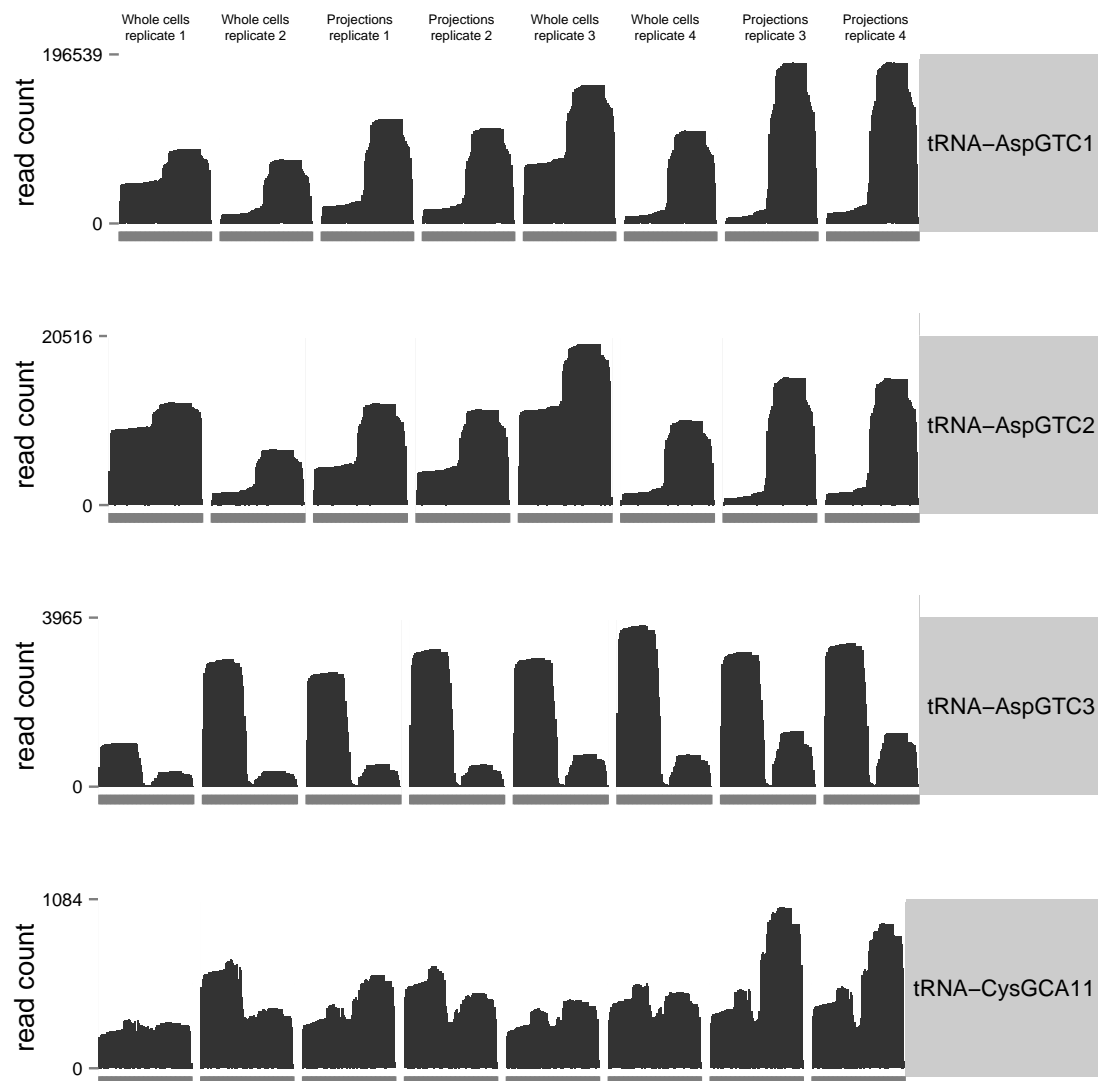 Whole cells replicate 1
Whole cells replicate 2
Projections replicate 1
Projections replicate 2
Whole cells replicate 3
Whole cells replicate 4
Projections replicate 3
Projections replicate 4
196539
read count
0
tRNA−AspGTC1
20516
read count
0
tRNA−AspGTC2
3965
read count
0
tRNA−AspGTC3
1084
read count
0
tRNA−CysGCA11